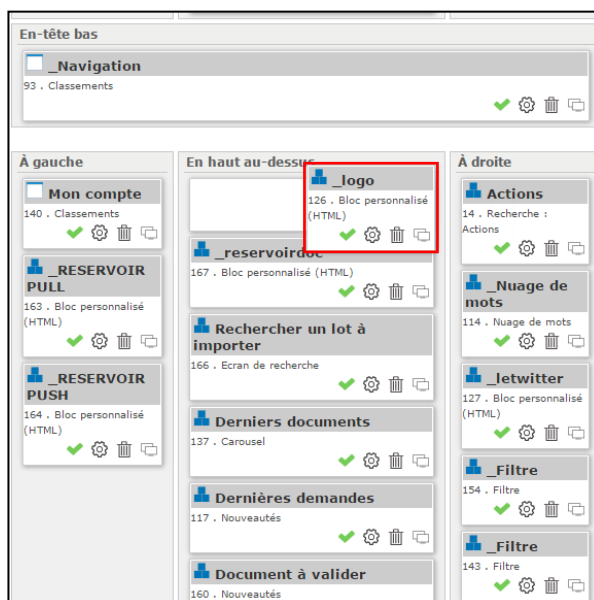 En-tête bas
_Navigation
93 . Classements
À gauche
Mon compte
140 . Classements
_RESERVOIR
PULL
163 . Bloc personnalisé
(HTML)
_RESERVOIR
PUSH
164 . Bloc personnalisé
(HTML)
En haut au-dessus
_logo
126 . Bloc personnalisé
(HTML)
_reservoirdoc
167 . Bloc personnalisé (HTML)
Rechercher un lot à
importer
166 . Ecran de recherche
Derniers documents
137 . Carousel
Dernières demandes
117 . Nouveautés
Document à valider
160 . Nouveautés
À droite
Actions
14 . Recherche :
Actions
_Nuage de
mots
114 . Nuage de mots
_letwitter
127 . Bloc personnalisé
(HTML)
_Filtre
154 . Filtre
_Filtre
143 . Filtre